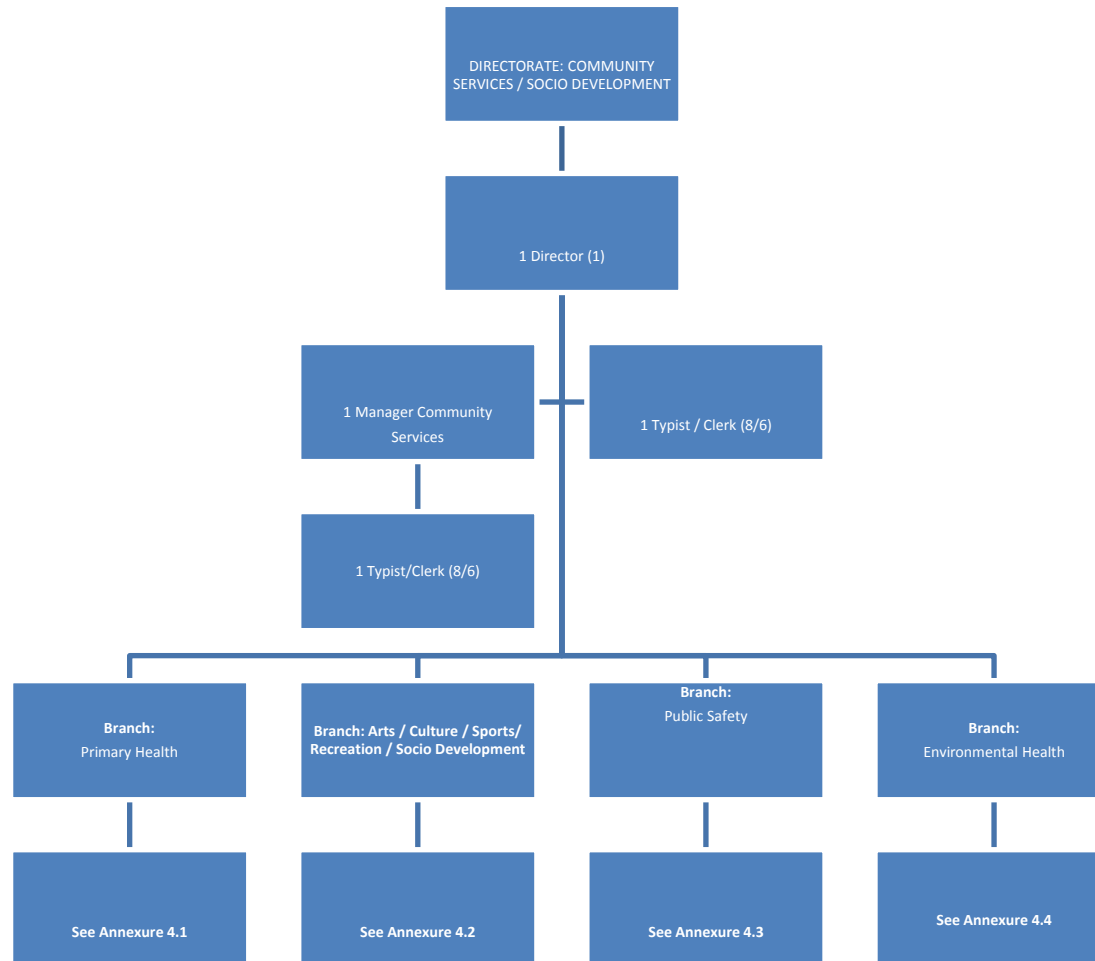 DIRECTORATE: COMMUNITY
SERVICES / SOCIO DEVELOPMENT
1 Director (1)
1 Manager Community
Services
1 Typist / Clerk (8/6)
1 Typist/Clerk (8/6)
Branch:
Primary Health
Branch: Arts / Culture / Sports/
Recreation / Socio Development
Branch:
Public Safety
Branch:
Environmental Health
See Annexure 4.1
See Annexure 4.2
See Annexure 4.3
See Annexure 4.4